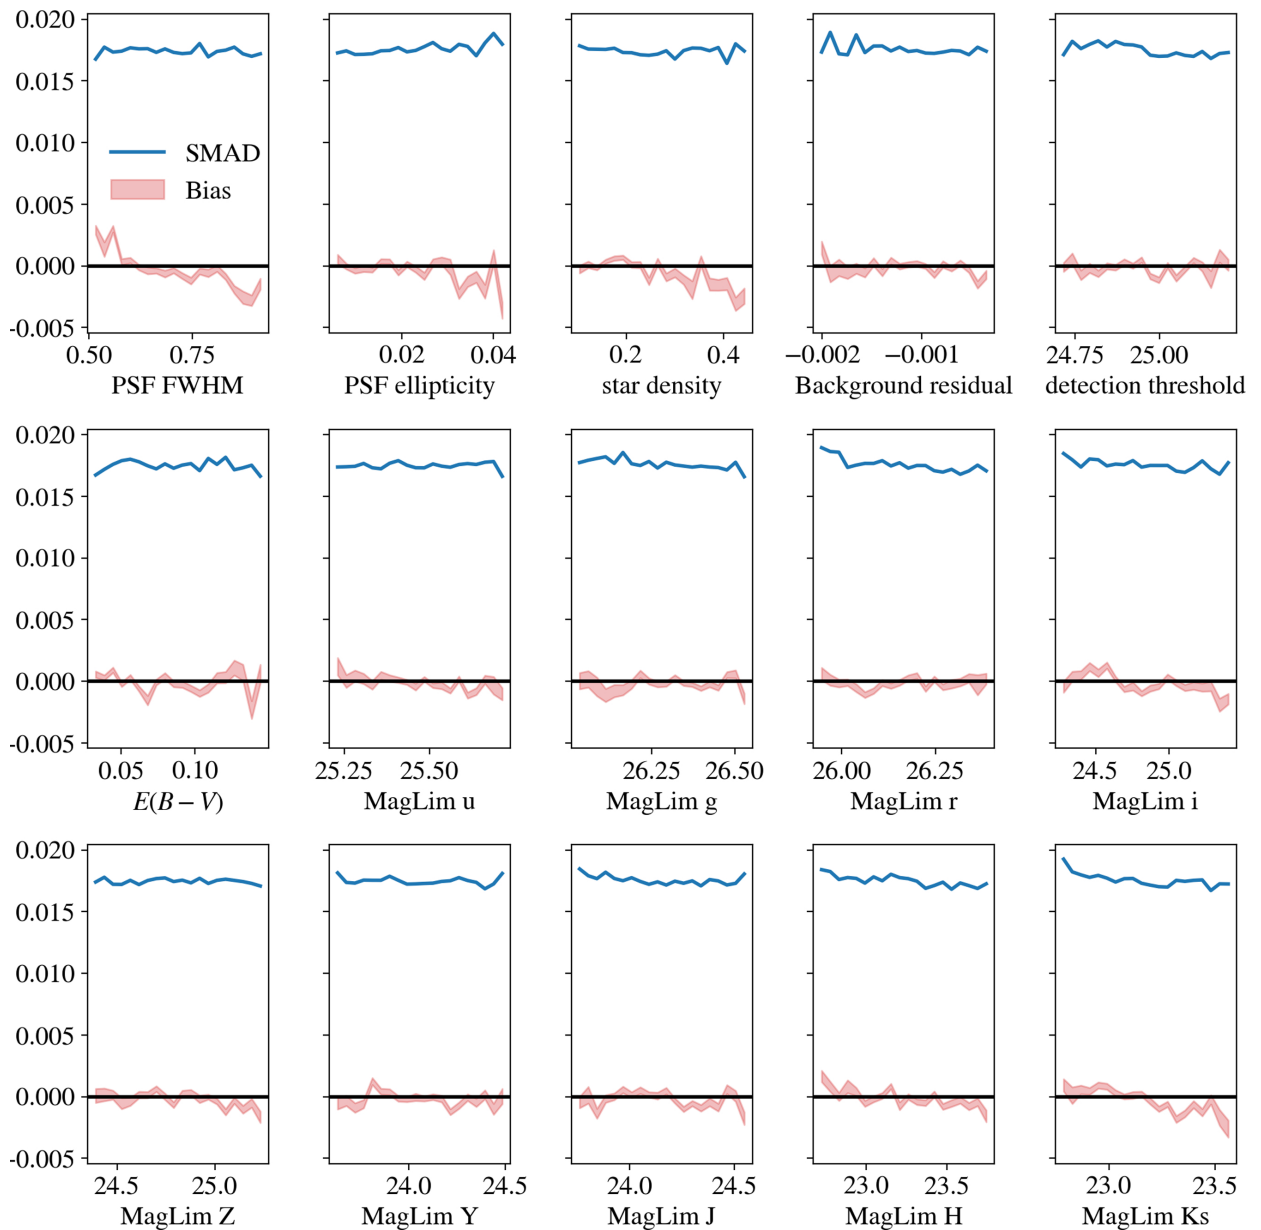 0.020
0.015
0.010
0.005
0.000
-0.005
SMAD
Bias
0.50 0.75
PSF FWHM
0.02 0.04
PSF ellipticity
0.2 0.4
star density
−0.002 −0.001
Background residual
24.75 25.00
detection threshold
0.020
0.015
0.010
0.005
0.000
-0.005
0.05 0.10
E(B − V)
25.25 25.50
MagLim u
26.25 26.50
MagLim g
26.00 26.25
MagLim r
24.5 25.0
MagLim i
0.020
0.015
0.010
0.005
0.000
-0.005
24.5 25.0
MagLim Z
24.0 24.5
MagLim Y
24.0 24.5
MagLim J
23.0 23.5
MagLim H
23.0 23.5
MagLim Ks